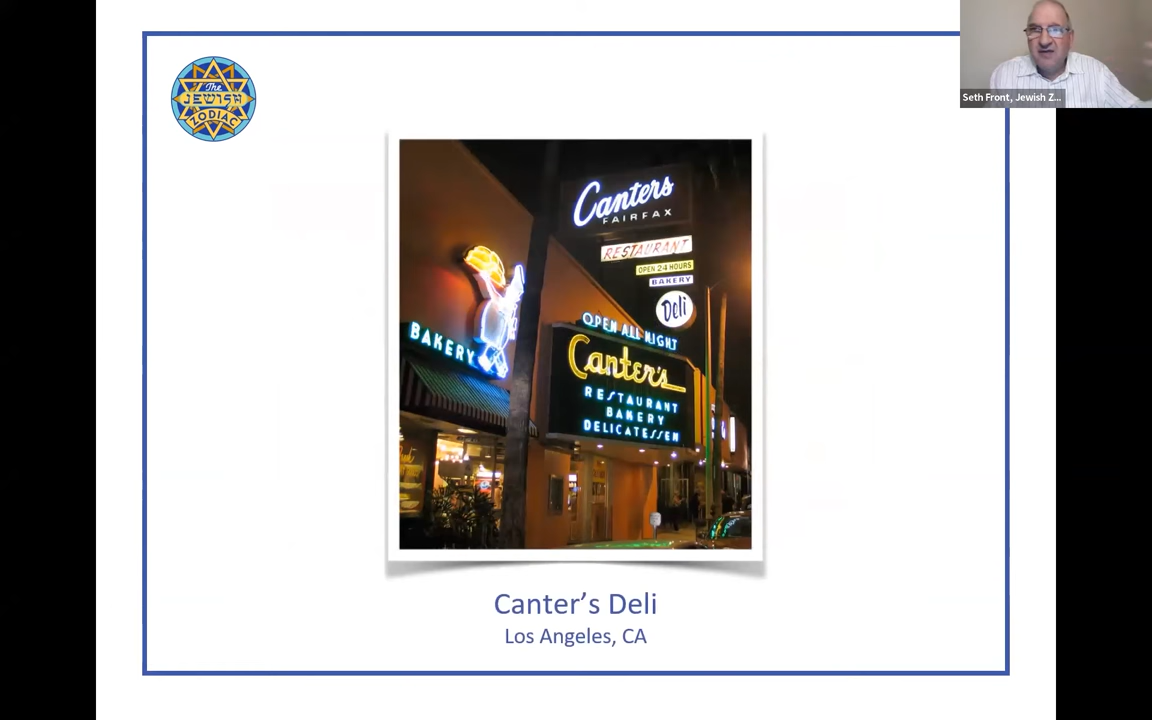 The
JEWISH
ZODIAC
Seth Front, Jewish Z...
Canters
FAIRFAX
RESTAURANT
OPEN 24 HOURS
BAKERY
Deli
OPEN ALL NIGHT
BAKERY
Canter's
RESTAURANT
BAKERY
DELICATESSEN
Canter’s Deli
Los Angeles, CA